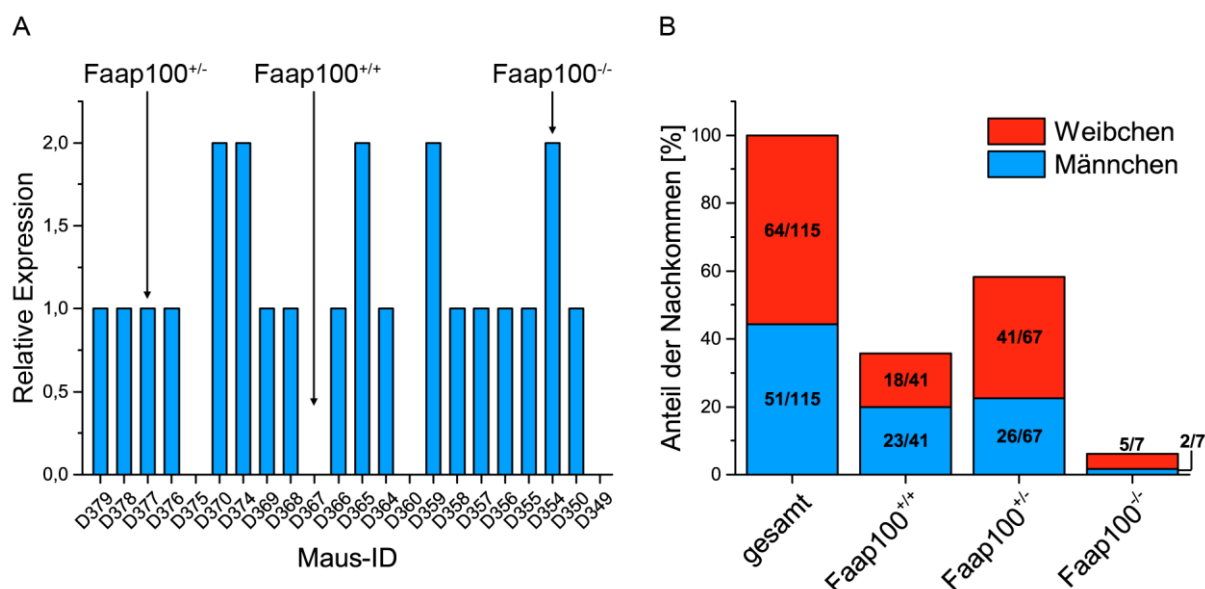 A
Faap100+/-
Faap100+/+
Faap100-/-
Relative Expression
2,0
1,5
1,0
0,5
0,0
D379
D378
D377
D376
D375
D370
D374
D369
D368
D367
D366
D365
D364
D360
D359
D358
D357
D356
D355
D354
D350
D349
Maus-ID
B
Weibchen
Männchen
Anteil der Nachkommen [%]
100
80
60
40
20
0
64/115
51/115
18/41
23/41
41/67
26/67
5/7
2/7
gesamt
Faap100+/+
Faap100+/-
Faap100-/-